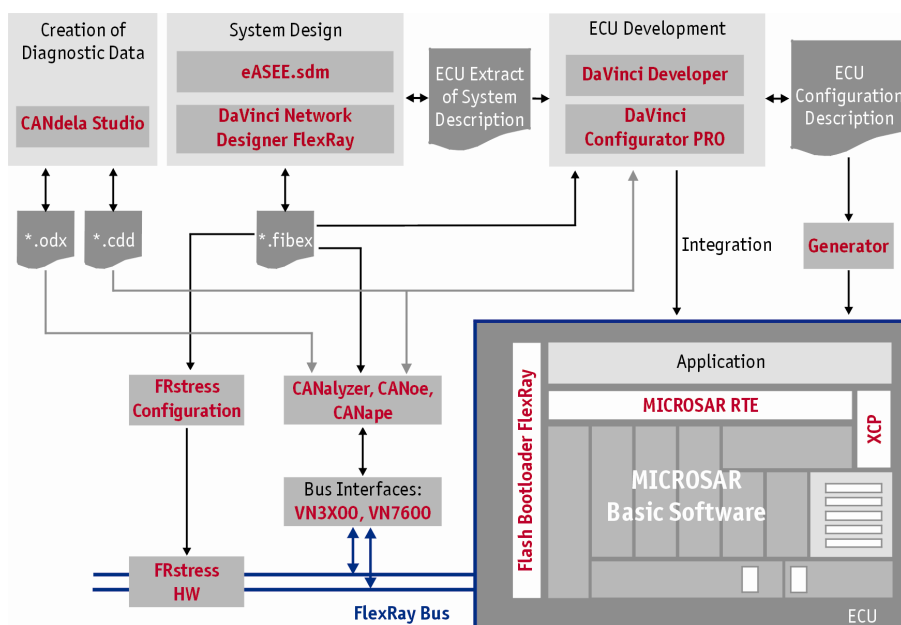 Creation of
Diagnostic Data
CANdela Studio
System Design
eASEE.sdm
DaVinci Network
Designer FlexRay
ECU Extract
of System
Description
ECU Development
DaVinci Developer
DaVinci
Configurator PRO
ECU
Configuration
Description
*.odx
*.cdd
*.fibex
Integration
Generator
FRstress
Configuration
CANalyzer, CANoe,
CANape
Bus Interfaces:
VN3X00, VN7600
FRstress
HW
FlexRay Bus
Flash Bootloader FlexRay
Application
MICROSAR RTE
XCP
MICROSAR
Basic Software
ECU